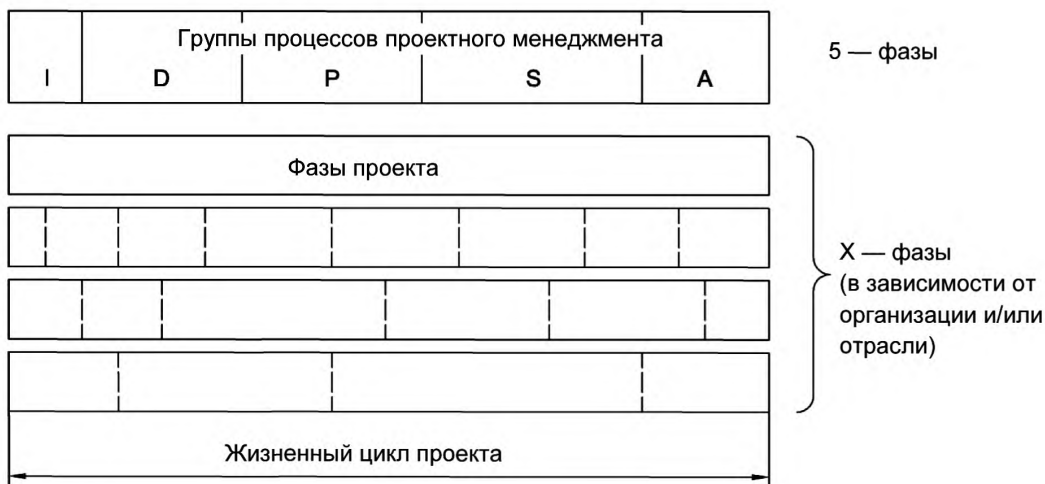 Группы процессов проектного менеджмента
I D P S A
5 — фазы
Фазы проекта
X — фазы
(в зависимости от
организации и/или
отрасли)
Жизненный цикл проекта